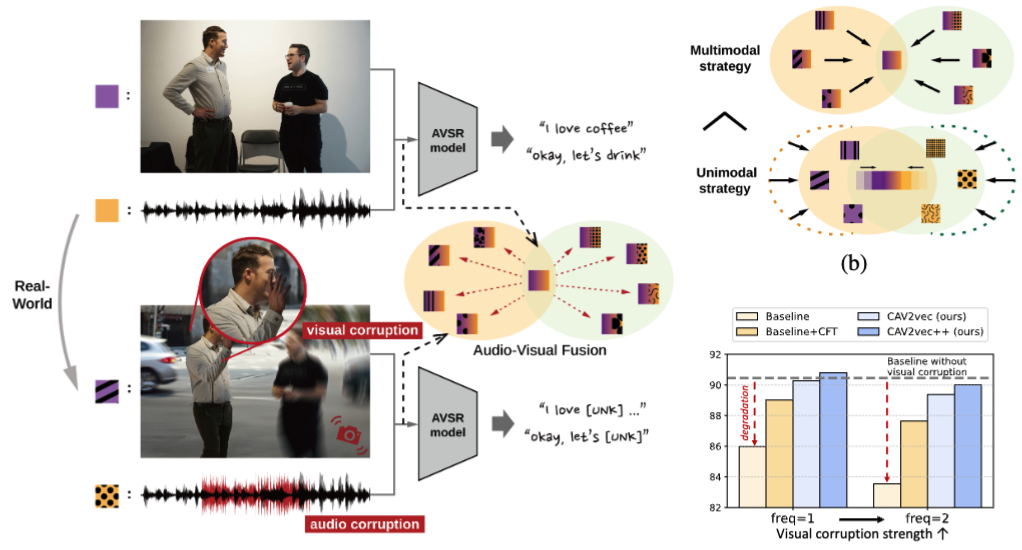 :
AVSR
model
“I love coffee”
“okay, let’s drink”
:
Real-
World
visual corruption
Audio-Visual Fusion
:
AVSR
model
“I love [UNK] ...”
“okay, let’s [UNK]”
:
audio corruption
Multimodal
strategy
Unimodal
strategy
(b)
Baseline
Baseline+CFT
CAV2vec (ours)
CAV2vec++ (ours)
92
90
88
86
84
82
Baseline without
visual corruption
degradation
freq=1
freq=2
Visual corruption strength ↑